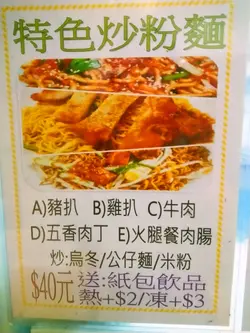 特色炒粉麵
A)豬扒 B)雞扒 C)牛肉
D)五香肉丁 E)火腿餐肉腸
炒:烏冬/公仔麵/米粉
$40元 送:紙包飲品
熱+$2/凍+$3